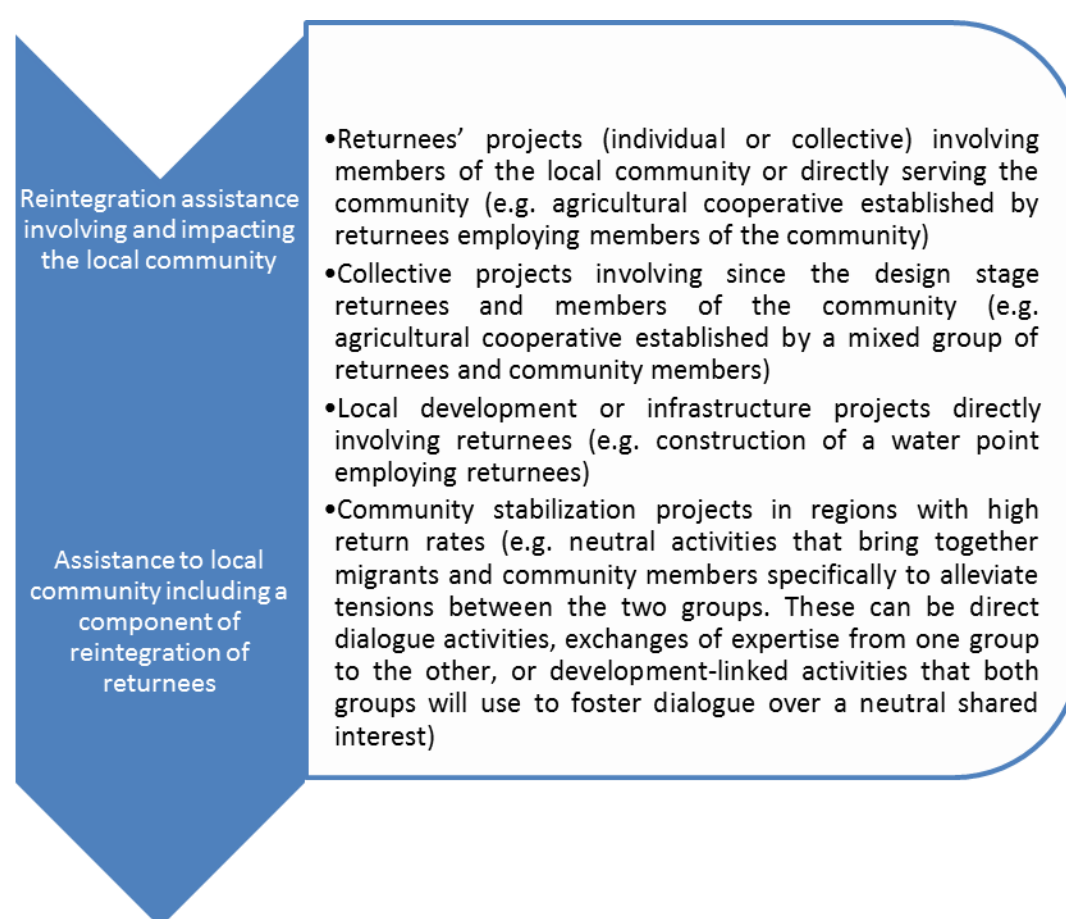 Reintegration assistance
involving and impacting
the local community
Assistance to local
community including a
component of
reintegration of
returnees
•Returnees’ projects (individual or collective) involving
members of the local community or directly serving the
community (e.g. agricultural cooperative established by
returnees employing members of the community)
•Collective projects involving since the design stage
returnees and members of the community (e.g.
agricultural cooperative established by a mixed group of
returnees and community members)
•Local development or infrastructure projects directly
involving returnees (e.g. construction of a water point
employing returnees)
•Community stabilization projects in regions with high
return rates (e.g. neutral activities that bring together
migrants and community members specifically to alleviate
tensions between the two groups. These can be direct
dialogue activities, exchanges of expertise from one group
to the other, or development-linked activities that both
groups will use to foster dialogue over a neutral shared
interest)